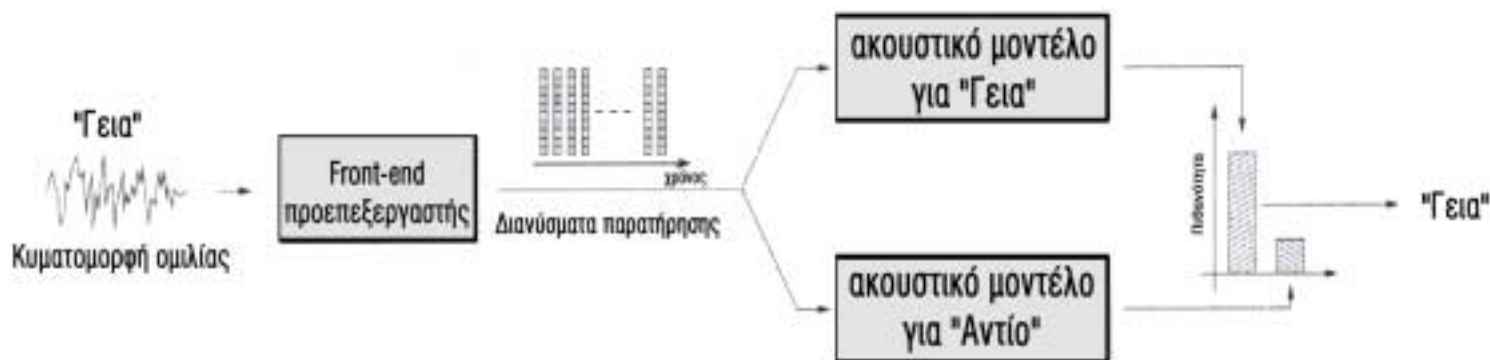 "Γεια"
Κυματομορφή ομιλίας
Front-end
προεπεξεργαστής
χρόνος
Διανύσματα παρατήρησης
ακουστικό μοντέλο
για "Γεια"
ακουστικό μοντέλο
για "Αντίο"
Πιθανότητα
"Γεια"